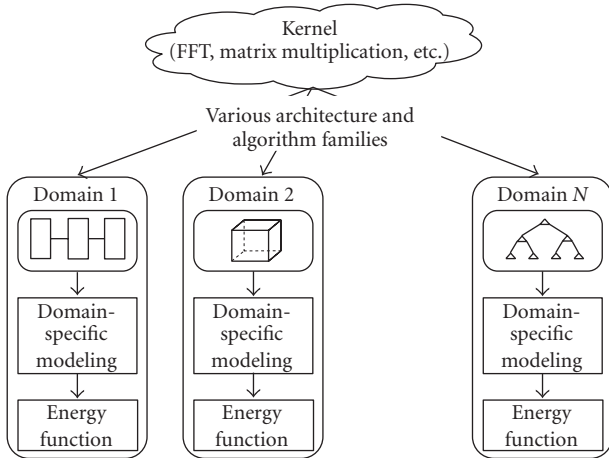 Kernel
(FFT, matrix multiplication, etc.)
Various architecture and
algorithm families
Domain 1
Domain-
specific
modeling
Energy
function
Domain 2
Domain-
specific
modeling
Energy
function
Domain N
Domain-
specific
modeling
Energy
function